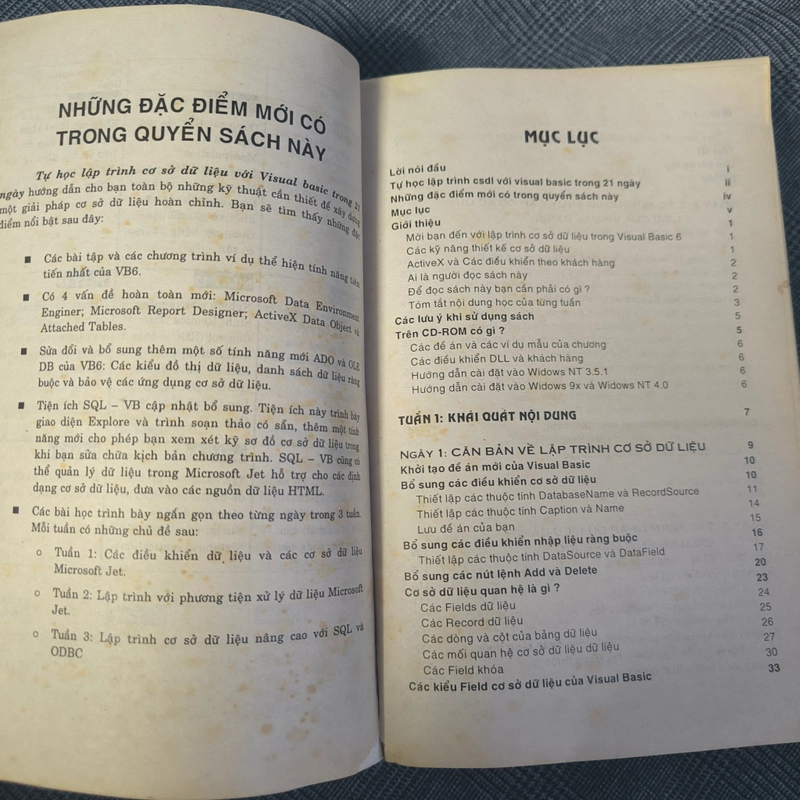 NHỮNG ĐẶC ĐIỂM MỚI CÓ
TRONG QUYỂN SÁCH NÀY
Tự học lập trình cơ sở dữ liệu với Visual basic trong 21
ngày hướng dẫn cho bạn toàn bộ những kỹ thuật cần thiết để xây dựng
một giải pháp cơ sở dữ liệu hoàn chỉnh. Bạn sẽ tìm thấy những đặc
điểm nổi bật sau đây:
■ Các bài tập và các chương trình ví dụ thể hiện tính năng tiên
tiến nhất của VB6.
■ Có 4 vấn đề hoàn toàn mới: Microsoft Data Environment
Enginer; Microsoft Report Designer; ActiveX Data Object và
Attached Tables.
■ Sửa đổi và bổ sung thêm một số tính năng mới ADO và OLE
DB của VB6: Các kiểu đồ thị dữ liệu, danh sách dữ liệu ràng
buộc và bảo vệ các ứng dụng cơ sở dữ liệu.
■ Tiện ích SQL – VB cập nhật bổ sung. Tiện ích này trình bày
giao diện Explore và trình soạn thảo có sẵn, thêm một tính
năng mới cho phép bạn xem xét kỹ sơ đồ cơ sở dữ liệu trong
khi bạn sửa chữa kịch bản chương trình. SQL – VB cũng có
thể quản lý dữ liệu trong Microsoft Jet hỗ trợ cho các định
dạng cơ sở dữ liệu, đưa vào các nguồn dữ liệu HTML.
■ Các bài học trình bày ngắn gọn theo từng ngày trong 3 tuần.
Mỗi tuần có những chủ đề sau:
o Tuần 1: Các điều khiển dữ liệu và các cơ sở dữ liệu
Microsoft Jet.
o Tuần 2: Lập trình với phương tiện xử lý dữ liệu Microsoft
Jet.
o Tuần 3: Lập trình cơ sở dữ liệu nâng cao với SQL và
ODBC
MỤC LỤC
Lời nói đầu i
Tự học lập trình csdl với visual basic trong 21 ngày ii
Những đặc điểm mới có trong quyển sách này iv
Mục lục v
Giới thiệu 1
Mời bạn đến với lập trình cơ sở dữ liệu trong Visual Basic 6 1
Các kỹ năng thiết kế cơ sở dữ liệu 1
ActiveX và Các điều khiển theo khách hàng 2
Ai là người đọc sách này 2
Để đọc sách này bạn cần phải có gì ? 2
Tóm tắt nội dung học của từng tuần 3
Các lưu ý khi sử dụng sách 5
Trên CD-ROM có gì ? 5
Các đề án và các ví dụ mẫu của chương 6
Các điều khiển DLL và khách hàng 6
Hướng dẫn cài đặt vào Widows NT 3.5.1 6
Hướng dẫn cài đặt vào Widows 9x và Widows NT 4.0 6
TUẦN 1: KHÁI QUÁT NỘI DUNG 7
NGÀY 1: CĂN BẢN VỀ LẬP TRÌNH CƠ SỞ DỮ LIỆU 9
Khởi tạo đề án mới của Visual Basic 10
Bổ sung các điều khiển cơ sở dữ liệu 10
Thiết lập các thuộc tính DatabaseName và RecordSource 11
Thiết lập các thuộc tính Caption và Name 14
Lưu đề án của bạn 15
Bổ sung các điều khiển nhập liệu ràng buộc 16
Thiết lập các thuộc tính DataSource và DataField 17
Bổ sung các nút lệnh Add và Delete 20
Cơ sở dữ liệu quan hệ là gì ? 23
Các Fields dữ liệu 24
Các Record dữ liệu 25
Các dòng và cột của bảng dữ liệu 26
Các mối quan hệ cơ sở dữ liệu dữ liệu 27
Các Field khóa 30
Các kiểu Field cơ sở dữ liệu của Visual Basic 33